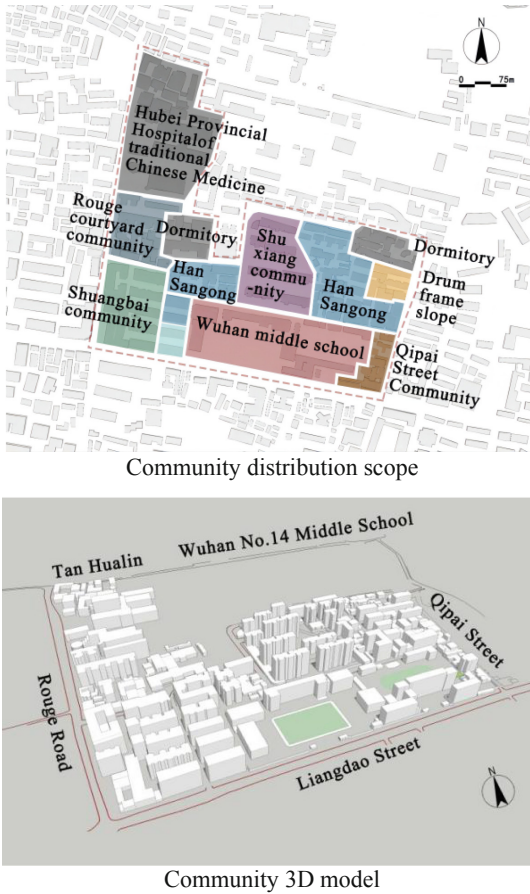 N
0 75m
Hubei Provincial
Hospitalof
traditional
Chinese Medicine
Rouge
courtyard
community
Dormitory
Shu
xiang
commu
-nity
Dormitory
Han
Sangong
Han
Sangong
Drum
frame
slope
Shuangbai
community
Wuhan middle school
Qipai
Street
Community
Community distribution scope
Wuhan No.14 Middle School
Tan Hualin
Qipai Street
Rouge Road
Liangdao Street
N
Community 3D model